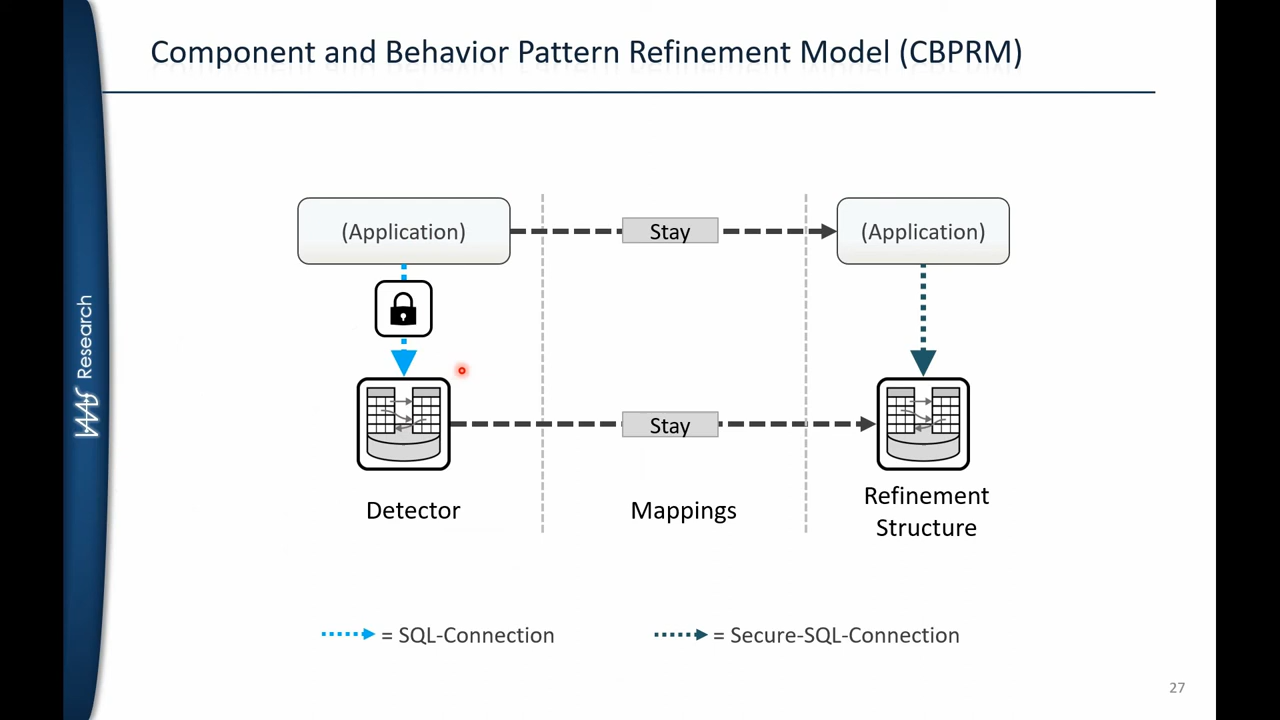 Component and Behavior Pattern Refinement Model (CBPRM)
(Application)
Stay
(Application)
Stay
Detector
Mappings
Refinement
Structure
= SQL-Connection
= Secure-SQL-Connection
IAAS Research
27